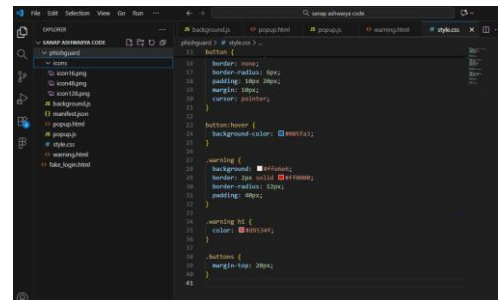 File Edit Selection View Go Run ...
sanap ashwarya code
EXPLORER
SANAP ASHWARYA CODE
phishguard
icons
icon16.png
icon48.png
icon128.png
background.js
manifest.json
popup.html
popup.js
style.css
warning.html
fake_login.html
background.js popup.html popup.js warning.html style.css
phishguard > # style.css > ...
15 button {
16 border: none;
17 border-radius: 6px;
18 padding: 10px 20px;
19 margin: 10px;
20 cursor: pointer;
21 }
22
23 button:hover {
24 background-color: #005fa3;
25 }
26
27 .warning {
28 background: #ffe6e6;
29 border: 2px solid #ff0000;
30 border-radius: 12px;
31 padding: 40px;
32 }
33
34 .warning h1 {
35 color: #d9534f;
36 }
37
38 .buttons {
39 margin-top: 20px;
40 }
41